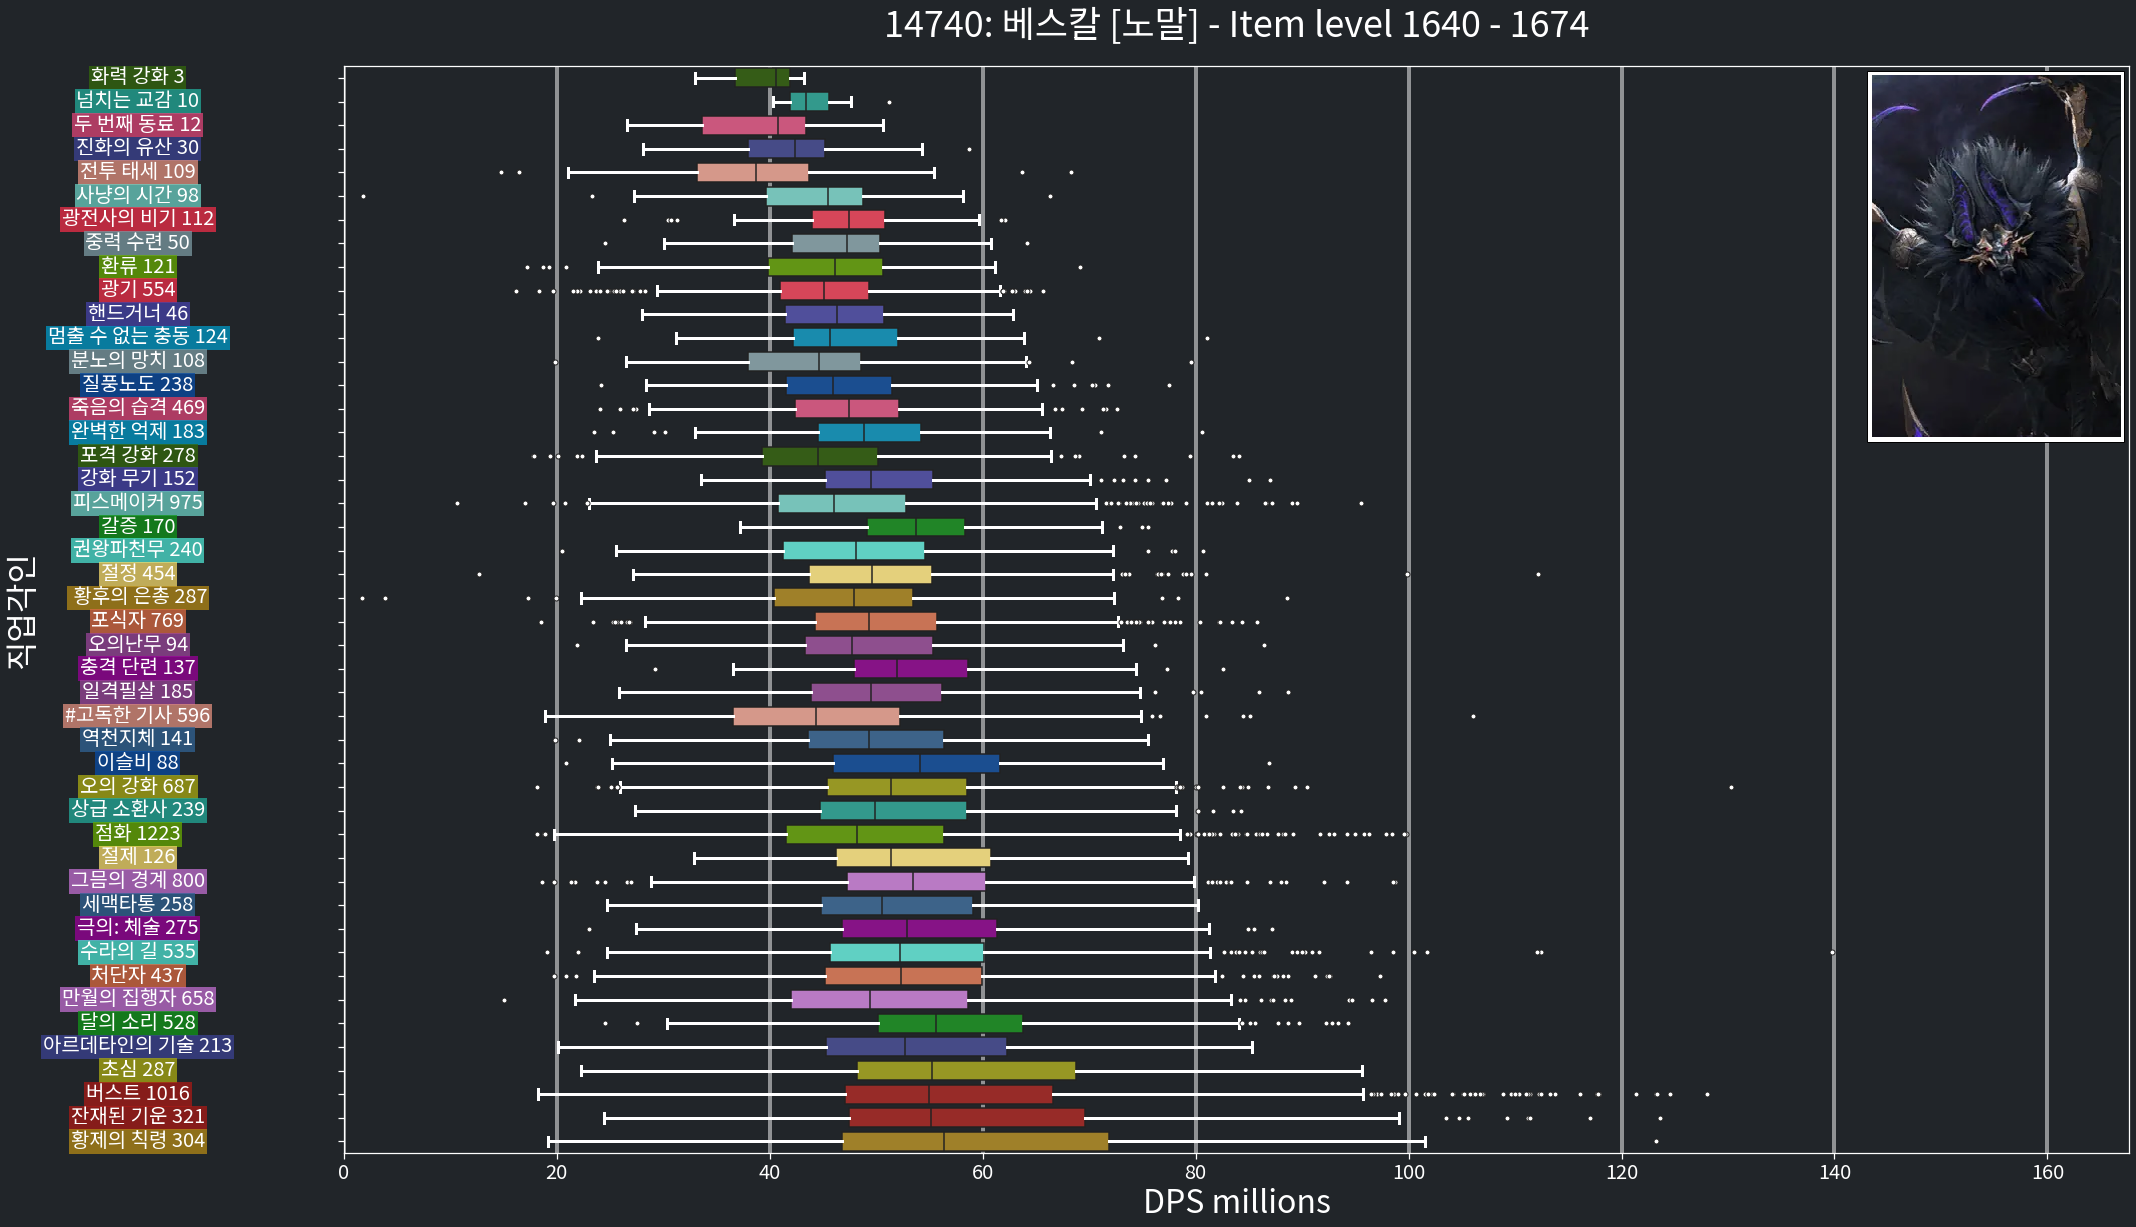 14740: 베스칼 [노말] - Item level 1640 - 1674
화력 강화 3
넘치는 교감 10
두 번째 동료 12
진화의 유산 30
전투 태세 109
사냥의 시간 98
광전사의 비기 112
중력 수련 50
환류 121
광기 554
핸드거너 46
멈출 수 없는 충동 124
분노의 망치 108
질풍노도 238
죽음의 습격 469
완벽한 억제 183
포격 강화 278
강화 무기 152
피스메이커 975
갈증 170
권왕파천무 240
절정 454
황후의 은총 287
포식자 769
오의난무 94
충격 단련 137
일격필살 185
#고독한 기사 596
역천지체 141
이슬비 88
오의 강화 687
상급 소환사 239
점화 1223
절제 126
그믐의 경계 800
세맥타통 258
극의: 체술 275
수라의 길 535
처단자 437
만월의 집행자 658
달의 소리 528
아르데타인의 기술 213
초심 287
버스트 1016
잔재된 기운 321
황제의 칙령 304
직업각인
0 20 40 60 80 100 120 140 160
DPS millions